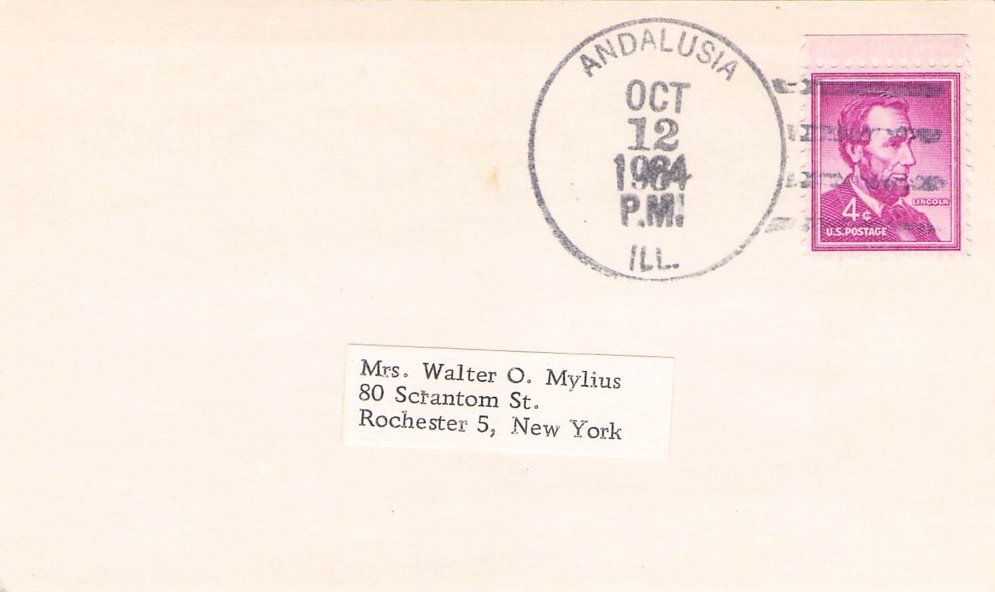 ANDALUSIA
OCT
12
1964
P.M.
ILL.
LINCOLN
4¢
U.S. POSTAGE
Mrs. Walter O. Mylius
80 Scrantom St.
Rochester 5, New York